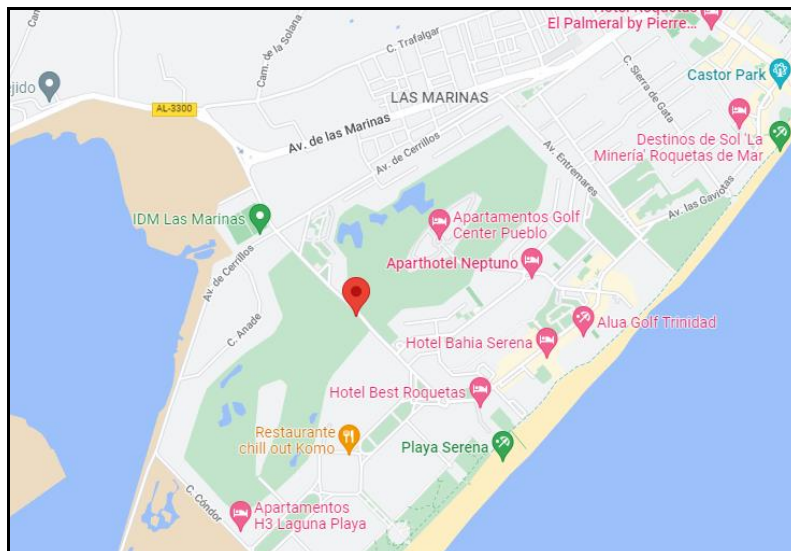 Hotel Roquetas
El Palmeral by Pierre...
Cam. de la Solana
C. Trafalgar
C. Sierra de Gata
Castor Park
ejido
AL-3300
LAS MARINAS
Av. de las Marinas
Av. de Cerrillos
Av. Entremares
Destinos de Sol 'La
Minería' Roquetas de Mar
Av. las Gaviotas
IDM Las Marinas
Apartamentos Golf
Center Pueblo
Aparthotel Neptuno
Av. de Cerrillos
C. Anade
Alua Golf Trinidad
Hotel Bahia Serena
Hotel Best Roquetas
Restaurante
chill out Komo
Playa Serena
C. Cóndor
Apartamentos
H3 Laguna Playa